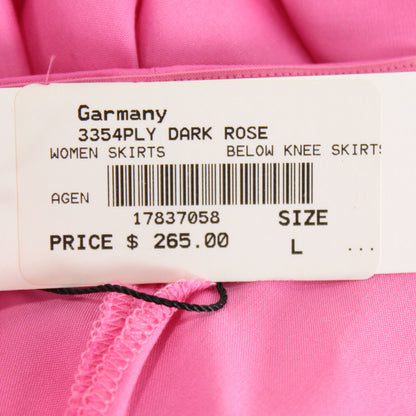 Garmany
3354PLY DARK ROSE
WOMEN SKIRTS BELOW KNEE SKIRTS
AGEN
17837058 SIZE
PRICE $ 265.00 L ...